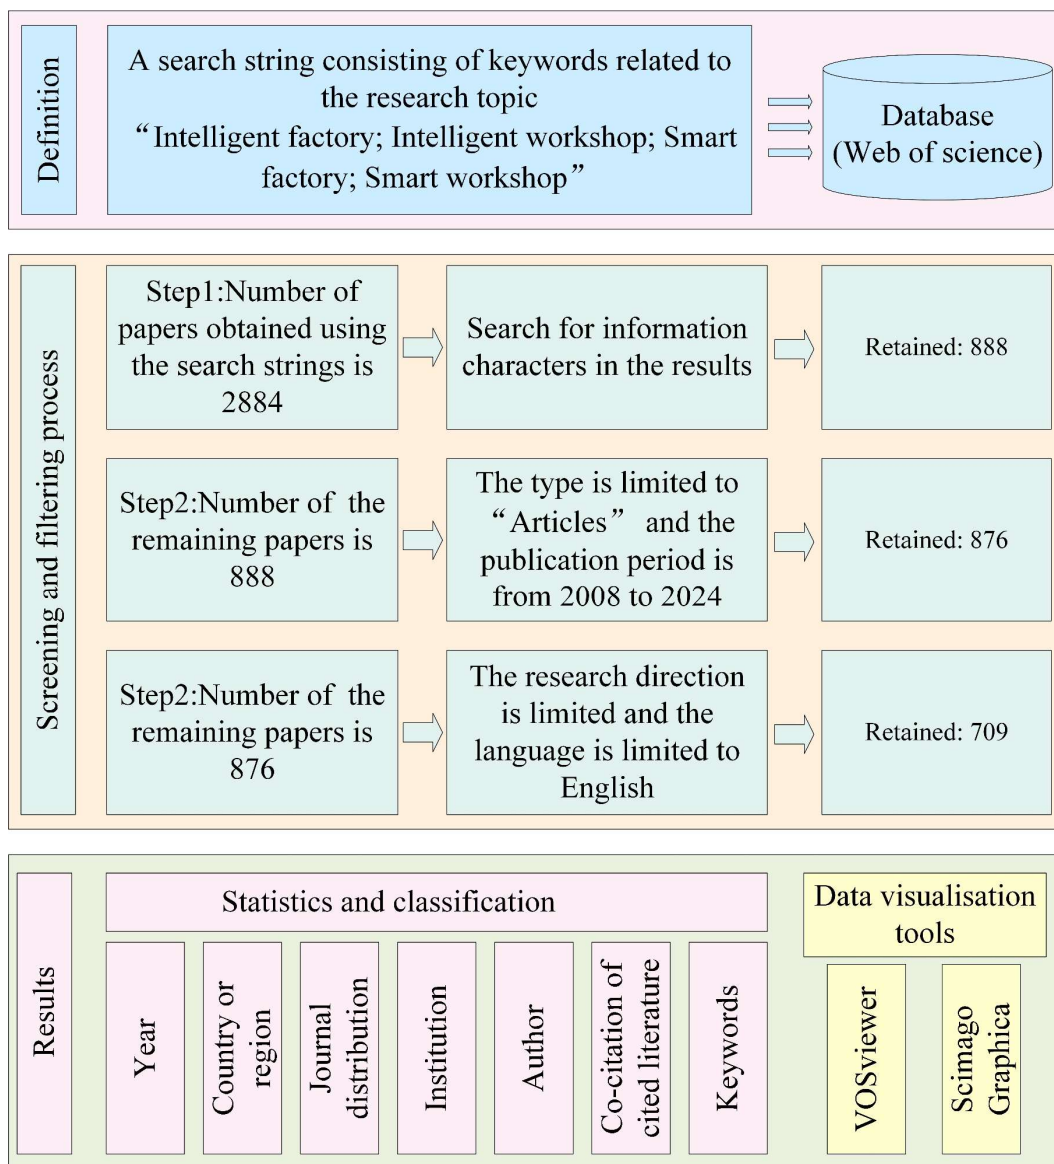 Definition
A search string consisting of keywords related to
the research topic
“Intelligent factory; Intelligent workshop; Smart
factory; Smart workshop”
Database
(Web of science)
Screening and filtering process
Step1:Number of
papers obtained using
the search strings is
2884
Search for information
characters in the results
Retained: 888
Step2:Number of the
remaining papers is
888
The type is limited to
“Articles” and the
publication period is
from 2008 to 2024
Retained: 876
Step2:Number of the
remaining papers is
876
The research direction
is limited and the
language is limited to
English
Retained: 709
Results
Statistics and classification
Year
Country or
region
Journal
distribution
Institution
Author
Co-citation of
cited literature
Keywords
Data visualisation
tools
VOSviewer
Scimago
Graphica